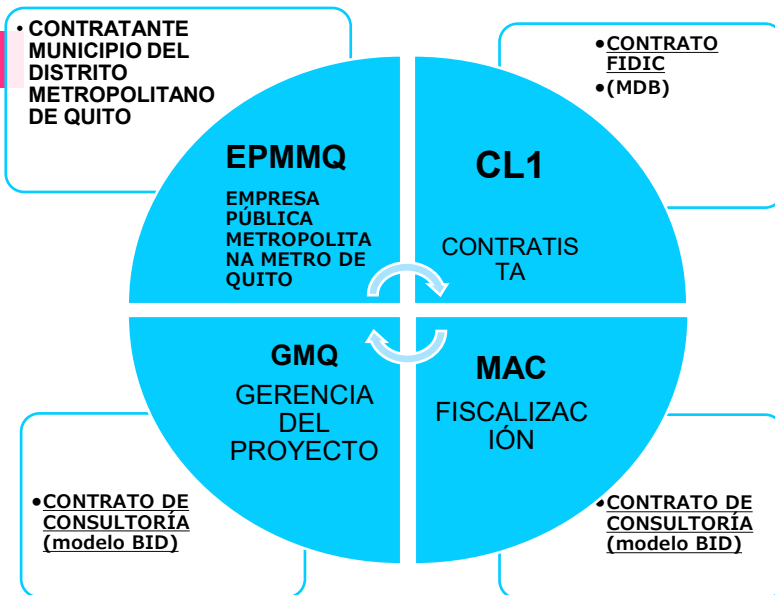 • CONTRATANTE
MUNICIPIO DEL
DISTRITO
METROPOLITANO
DE QUITO
EPMMQ
EMPRESA
PÚBLICA
METROPOLITA
NA METRO DE
QUITO
•CONTRATO
FIDIC
•(MDB)
CL1
CONTRATIS
TA
GMQ
GERENCIA
DEL
PROYECTO
•CONTRATO DE
CONSULTORÍA
(modelo BID)
MAC
FISCALIZAC
IÓN
•CONTRATO DE
CONSULTORÍA
(modelo BID)